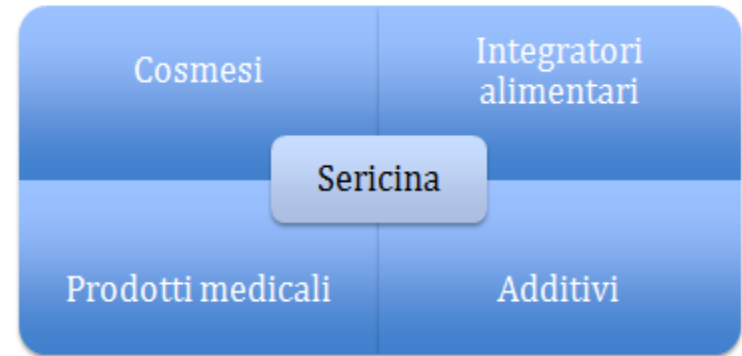 Cosmesi
Integratori
alimentari
Sericina
Prodotti medicali
Additivi